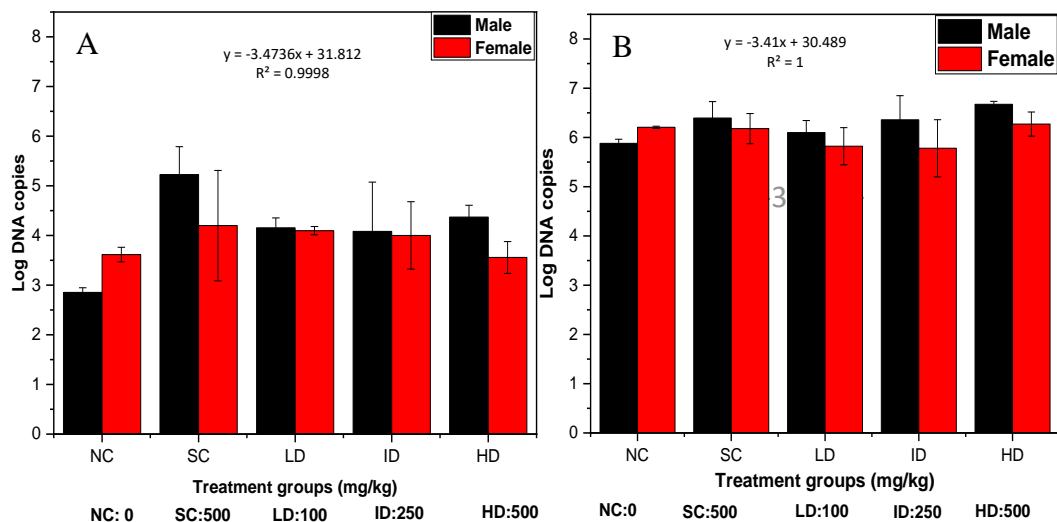 A
y = -3.4736x + 31.812
R² = 0.9998
Male
Female
Log DNA copies
8
7
6
5
4
3
2
1
0
NC SC LD ID HD
Treatment groups (mg/kg)
NC: 0 SC:500 LD:100 ID:250 HD:500
B
y = -3.41x + 30.489
R² = 1
Male
Female
Log DNA copies
8
7
6
5
4
3
2
1
0
3
NC SC LD ID HD
Treatment groups (mg/kg)
NC:0 SC:500 LD:100 ID:250 HD:500